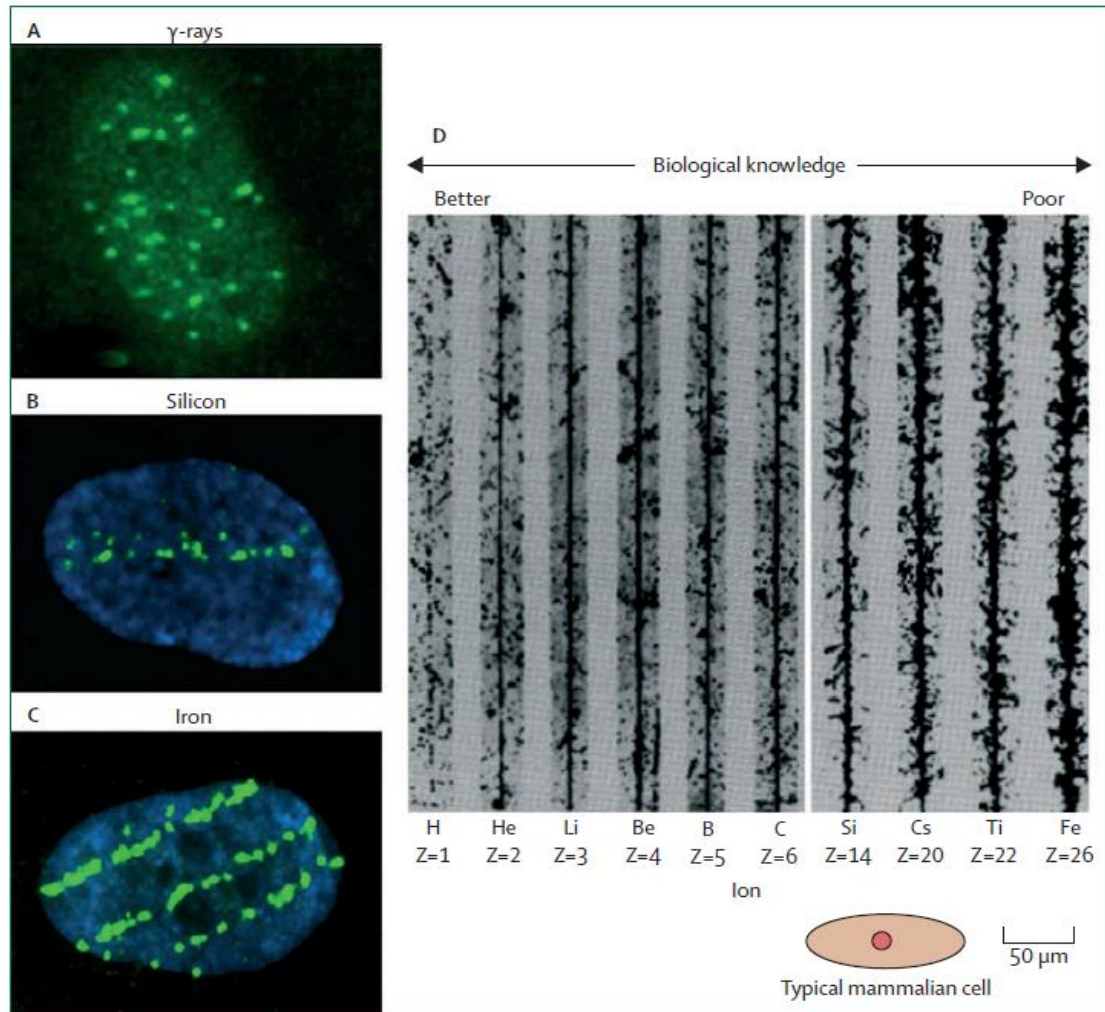 A
γ-rays
B
Silicon
C
Iron
D
Biological knowledge
Better
Poor
H He Li Be B C Si Cs Ti Fe
Z=1 Z=2 Z=3 Z=4 Z=5 Z=6 Z=14 Z=20 Z=22 Z=26
Ion
50 μm
Typical mammalian cell